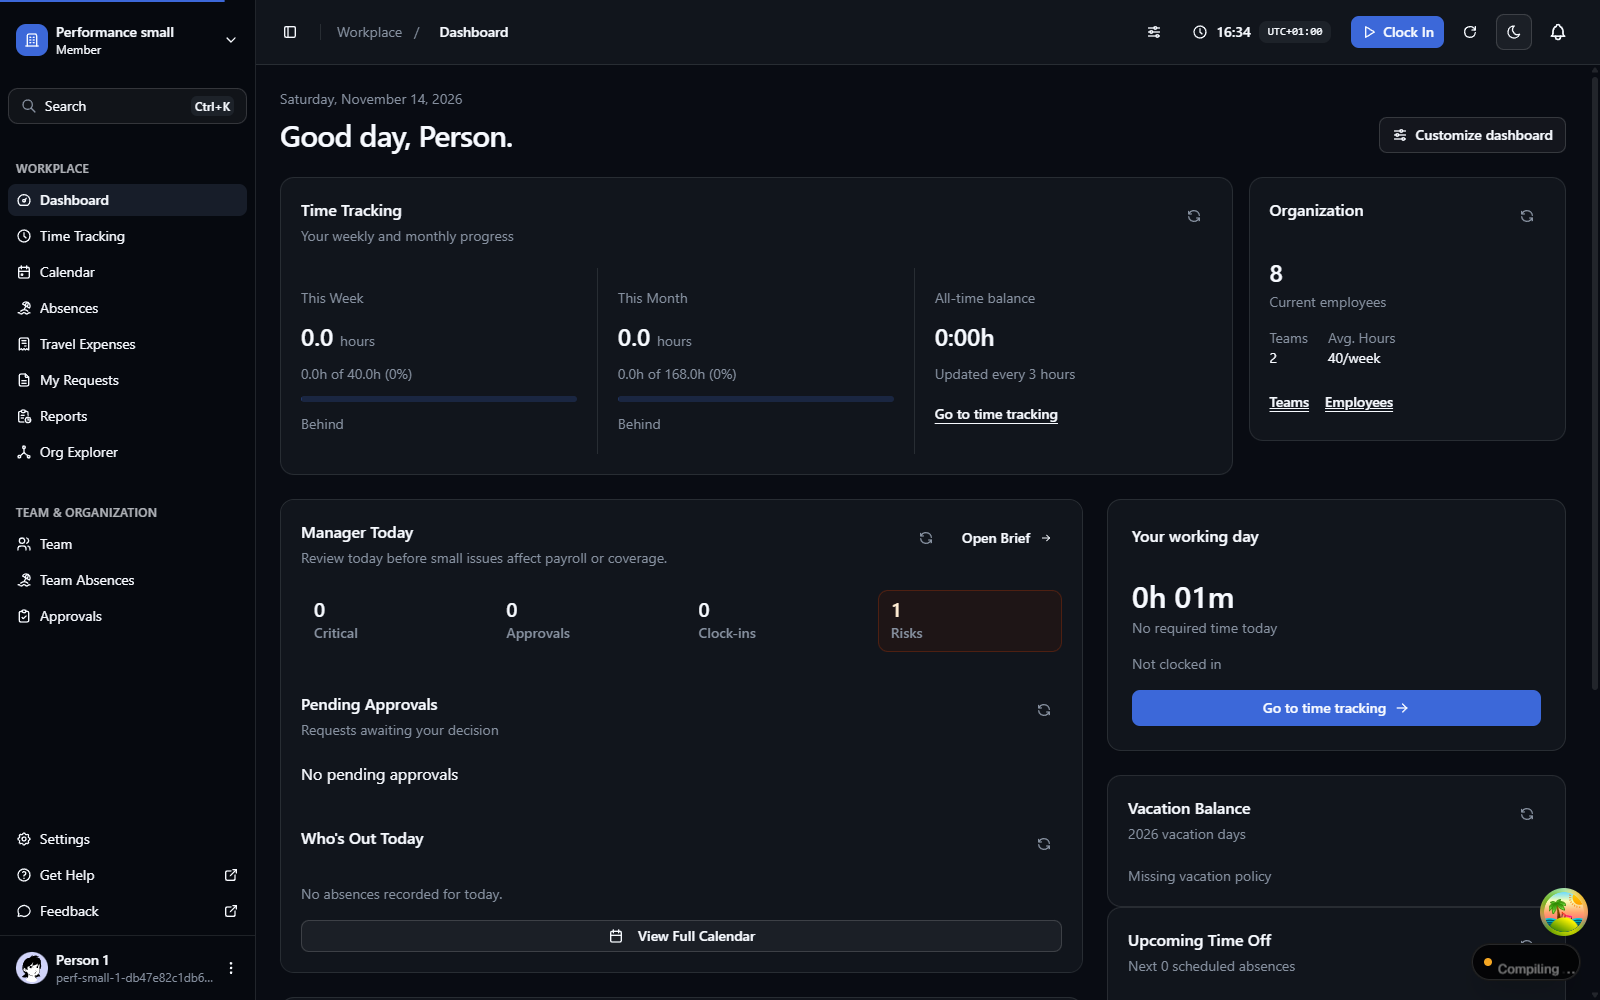 Performance small
Member
Search
Ctrl+K
WORKPLACE
Dashboard
Time Tracking
Calendar
Absences
Travel Expenses
My Requests
Reports
Org Explorer
TEAM & ORGANIZATION
Team
Team Absences
Approvals
Settings
Get Help
Feedback
Person 1
perf-small-1-db47e82c1db6...
Workplace / Dashboard
16:34 UTC+01:00
Clock In
Saturday, November 14, 2026
Good day, Person.
Customize dashboard
Time Tracking
Your weekly and monthly progress
This Week
0.0 hours
0.0h of 40.0h (0%)
Behind
This Month
0.0 hours
0.0h of 168.0h (0%)
Behind
All-time balance
0:00h
Updated every 3 hours
Go to time tracking
Organization
8
Current employees
Teams Avg. Hours
2 40/week
Teams Employees
Manager Today
Review today before small issues affect payroll or coverage.
Open Brief
0 0 0 1
Critical Approvals Clock-ins Risks
Pending Approvals
Requests awaiting your decision
No pending approvals
Who's Out Today
No absences recorded for today.
View Full Calendar
Your working day
0h 01m
No required time today
Not clocked in
Go to time tracking
Vacation Balance
2026 vacation days
Missing vacation policy
Upcoming Time Off
Next 0 scheduled absences
Compiling ...